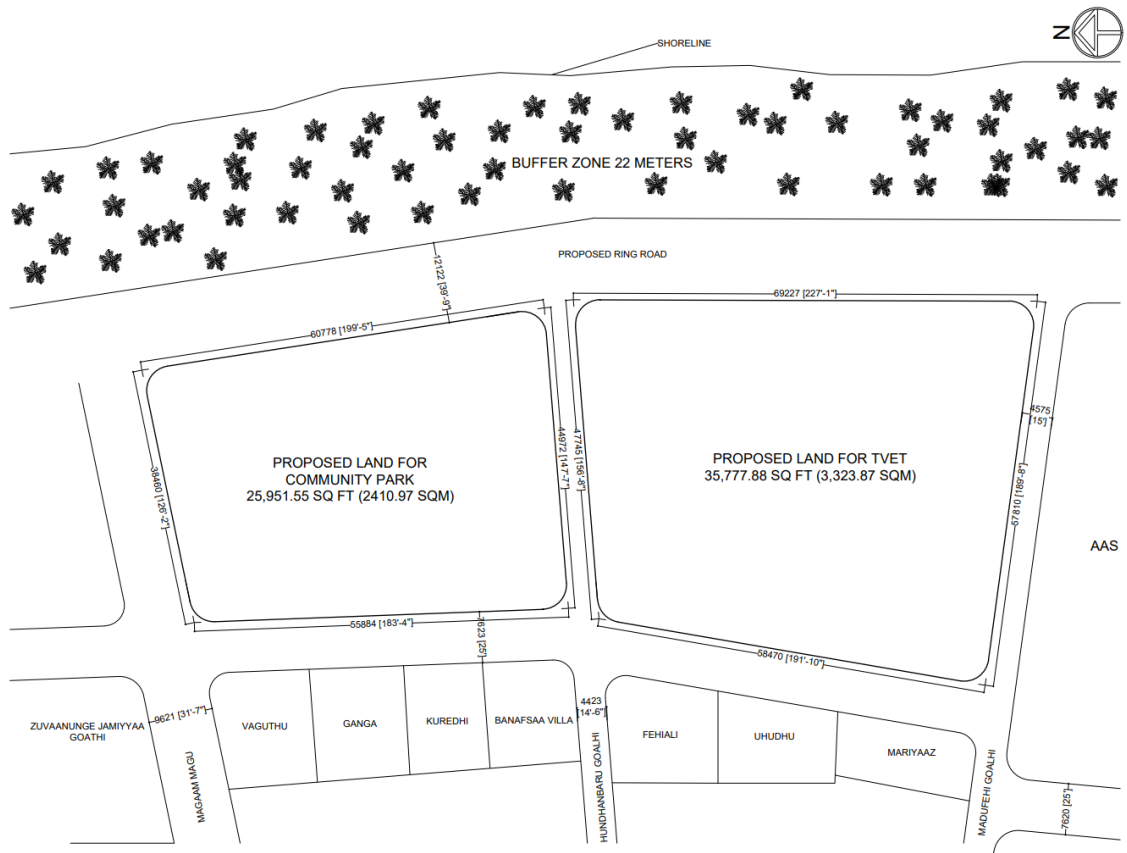 N
SHORELINE
BUFFER ZONE 22 METERS
PROPOSED RING ROAD
12122 [39'-9"]
69227 [227'-1"]
60778 [199'-5"]
4575
[15']
38460 [126'-2"]
44972 [147'-7"]
47745 [156'-8"]
57810 [189'-8"]
PROPOSED LAND FOR
COMMUNITY PARK
25,951.55 SQ FT (2410.97 SQM)
PROPOSED LAND FOR TVET
35,777.88 SQ FT (3,323.87 SQM)
AAS
55884 [183'-4"]
7623 [25']
58470 [191'-10"]
ZUVAANUNGE JAMIYYAA
GOATHI
9621 [31'-7"]
VAGUTHU
GANGA
KUREDHI
BANAFSAA VILLA
4423
[14'-6"]
FEHIALI
UHUDHU
MARIYAAZ
MAGAAM MAGU
HUNDHANBARU GOALHI
MADUFEHI GOALHI
7620 [25']